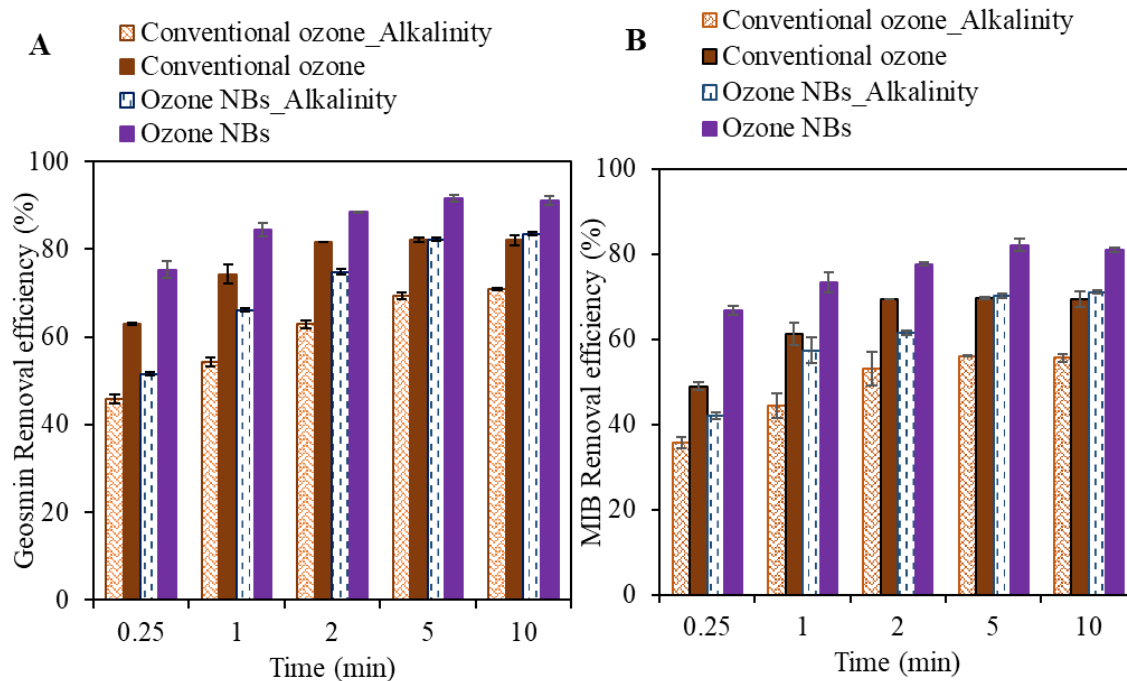 A
Conventional ozone_Alkalinity
Conventional ozone
Ozone NBs_Alkalinity
Ozone NBs
Geosmin Removal efficiency (%)
100
80
60
40
20
0
0.25 1 2 5 10
Time (min)
B
Conventional ozone_Alkalinity
Conventional ozone
Ozone NBs_Alkalinity
Ozone NBs
MIB Removal efficiency (%)
100
80
60
40
20
0
0.25 1 2 5 10
Time (min)